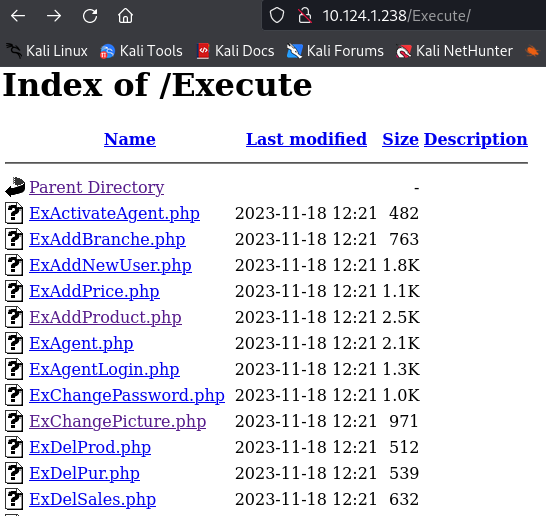 10.124.1.238/Execute/
Kali Linux Kali Tools Kali Docs Kali Forums Kali NetHunter
Index of /Execute
Name Last modified Size Description
Parent Directory -
ExActivateAgent.php 2023-11-18 12:21 482
ExAddBranche.php 2023-11-18 12:21 763
ExAddNewUser.php 2023-11-18 12:21 1.8K
ExAddPrice.php 2023-11-18 12:21 1.1K
ExAddProduct.php 2023-11-18 12:21 2.5K
ExAgent.php 2023-11-18 12:21 2.1K
ExAgentLogin.php 2023-11-18 12:21 1.3K
ExChangePassword.php 2023-11-18 12:21 1.0K
ExChangePicture.php 2023-11-18 12:21 971
ExDelProd.php 2023-11-18 12:21 512
ExDelPur.php 2023-11-18 12:21 539
ExDelSales.php 2023-11-18 12:21 632